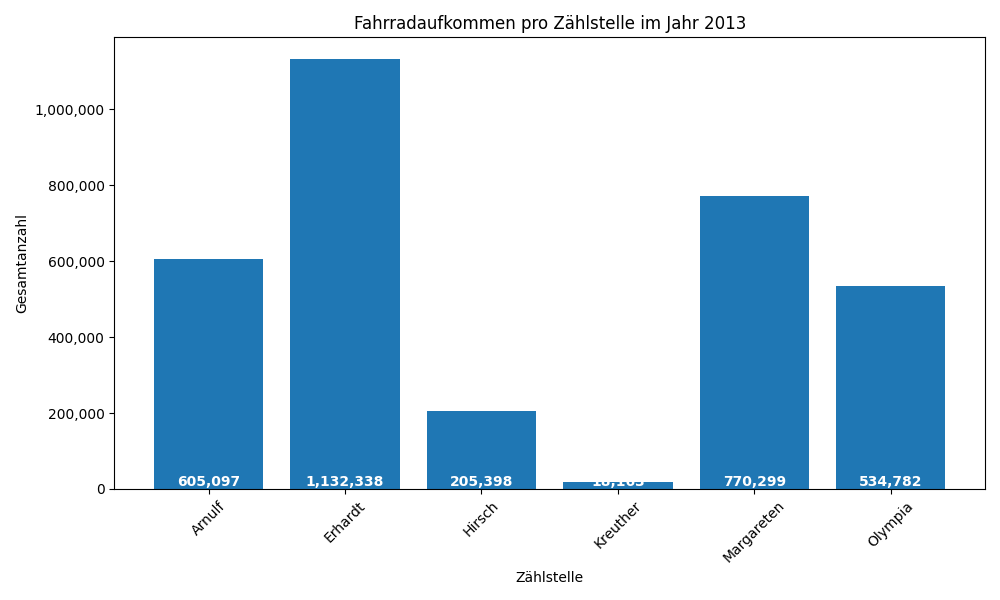 Fahrradaufkommen pro Zählstelle im Jahr 2013
Gesamtanzahl
1,000,000
800,000
600,000
400,000
200,000
0
605,097
1,132,338
205,398
770,299
534,782
Arnulf
Erhardt
Hirsch
Kreuther
Margareten
Olympia
Zählstelle